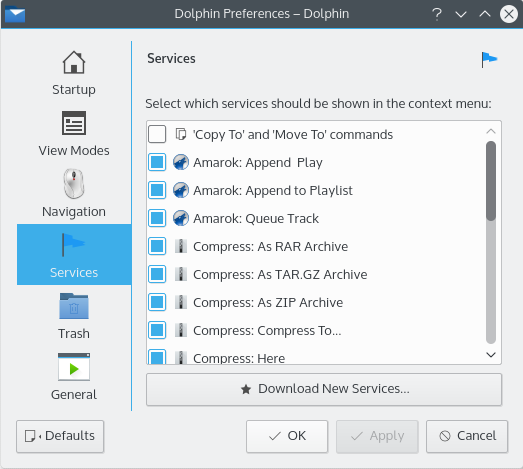 Dolphin Preferences – Dolphin
Startup
View Modes
Navigation
Services
Trash
General
Services
Select which services should be shown in the context menu:
'Copy To' and 'Move To' commands
Amarok: Append  Play
Amarok: Append to Playlist
Amarok: Queue Track
Compress: As RAR Archive
Compress: As TAR.GZ Archive
Compress: As ZIP Archive
Compress: Compress To...
Compress: Here
Download New Services...
Defaults
OK
Apply
Cancel